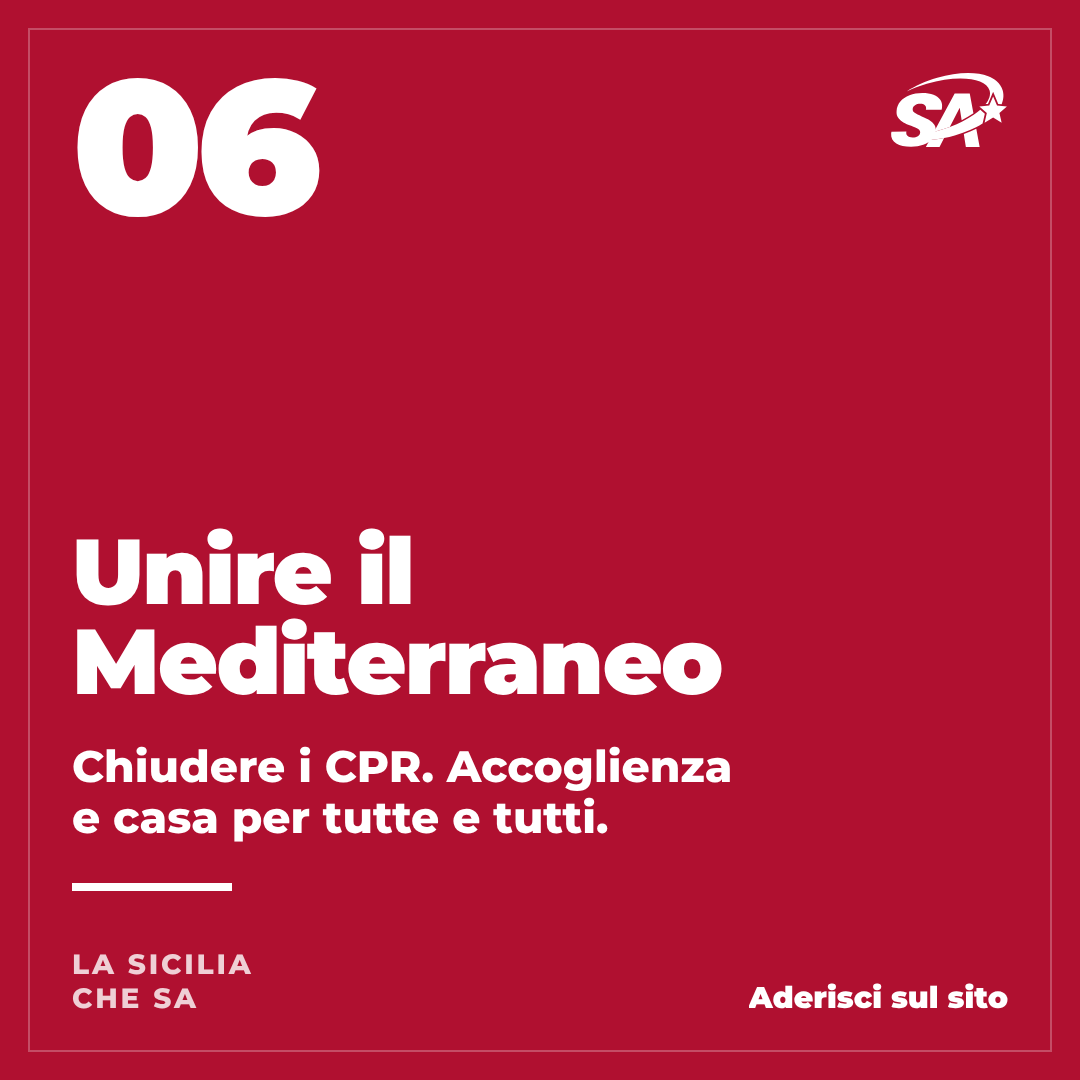 06
SA
Unire il
Mediterraneo
Chiudere i CPR. Accoglienza
e casa per tutte e tutti.
LA SICILIA
CHE SA
Aderisci sul sito